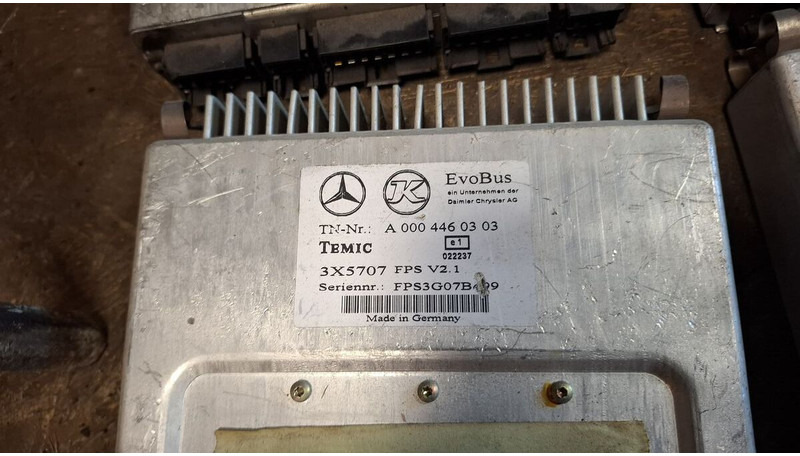 K
EvoBus
ein Unternehmen der
Daimler Chrysler AG
TN-Nr.: A 000 446 03 03
TEMIC
e1
022237
3X5707 FPS V2.1
Seriennr.:
Made in Germany